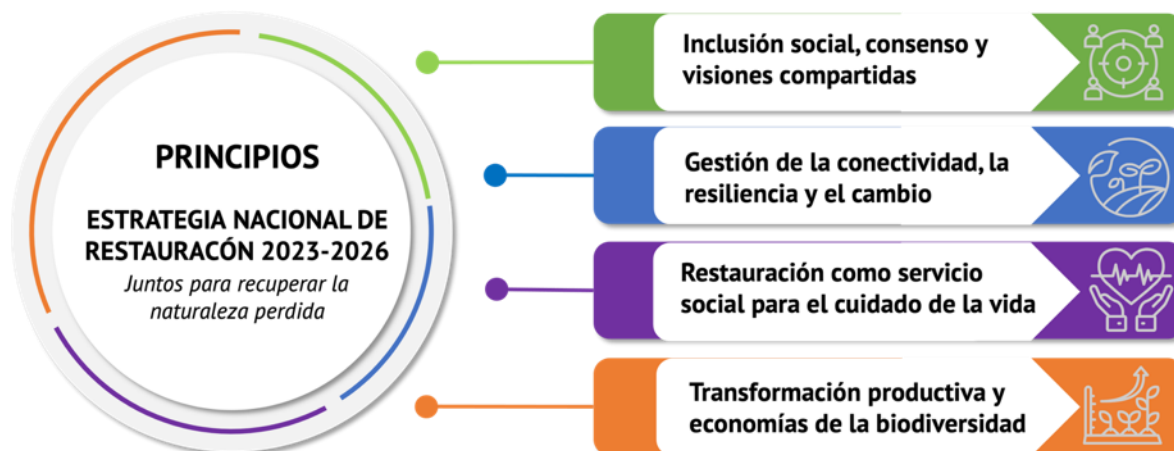 PRINCIPIOS
ESTRATEGIA NACIONAL DE
RESTAURACÓN 2023-2026
Juntos para recuperar la
naturaleza perdida
Inclusión social, consenso y
visiones compartidas
Gestión de la conectividad, la
resiliencia y el cambio
Restauración como servicio
social para el cuidado de la vida
Transformación productiva y
economías de la biodiversidad